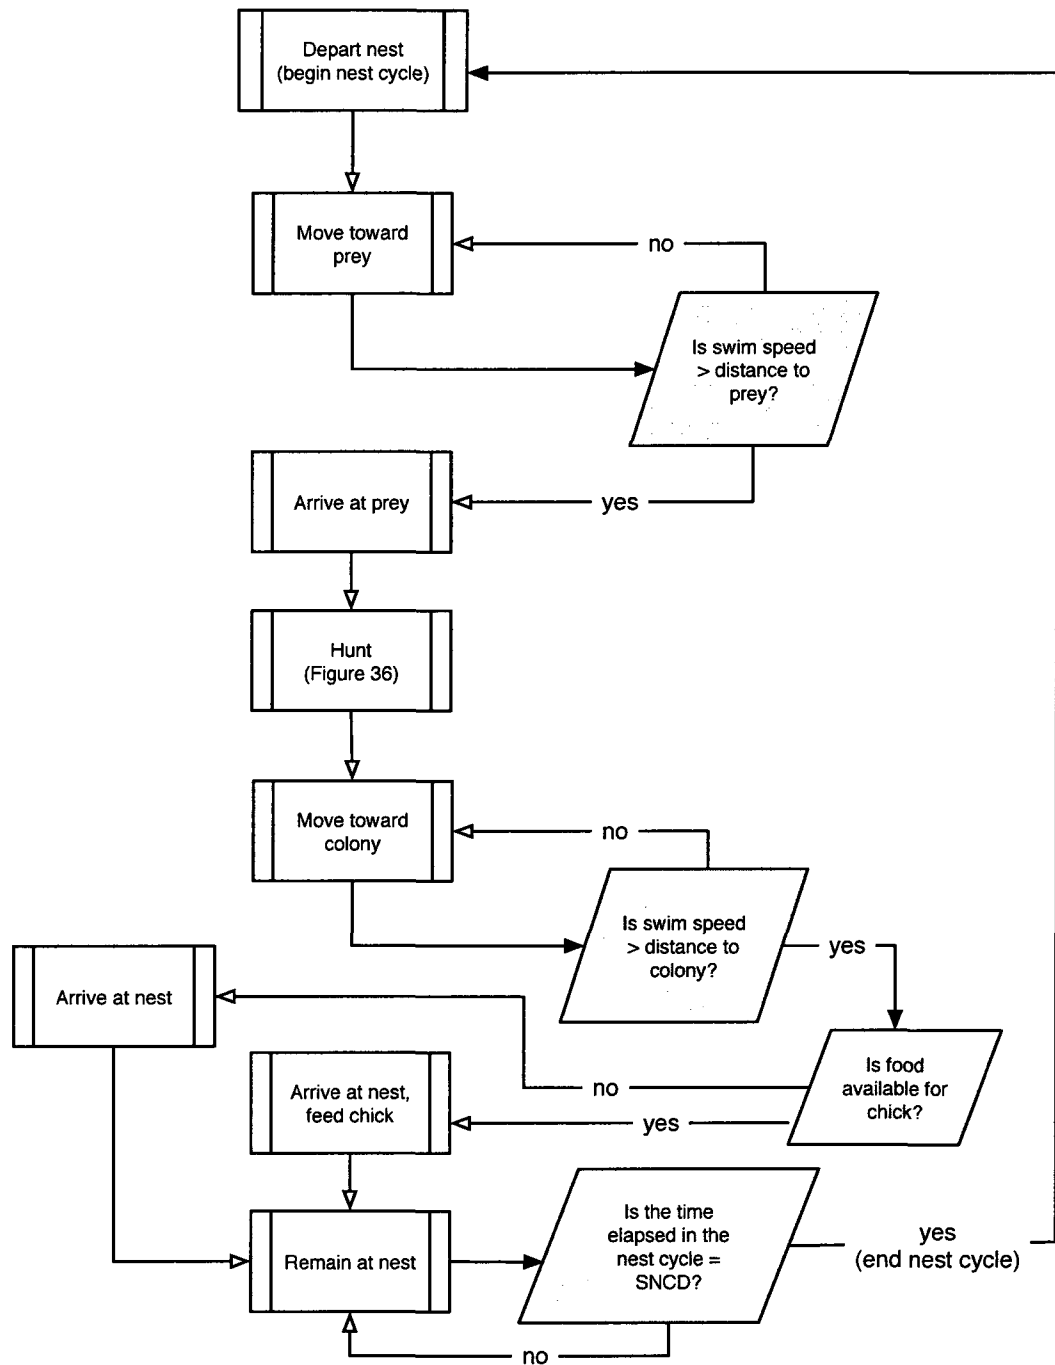 Depart nest
(begin nest cycle)
Move toward
prey
no
Is swim speed
> distance to
prey?
Arrive at prey
yes
Hunt
(Figure 36)
Move toward
colony
no
Is swim speed
> distance to
colony?
yes
Arrive at nest
Is food
available for
chick?
no
Arrive at nest,
feed chick
yes
Remain at nest
Is the time
elapsed in the
nest cycle =
SNCD?
yes
(end nest cycle)
no